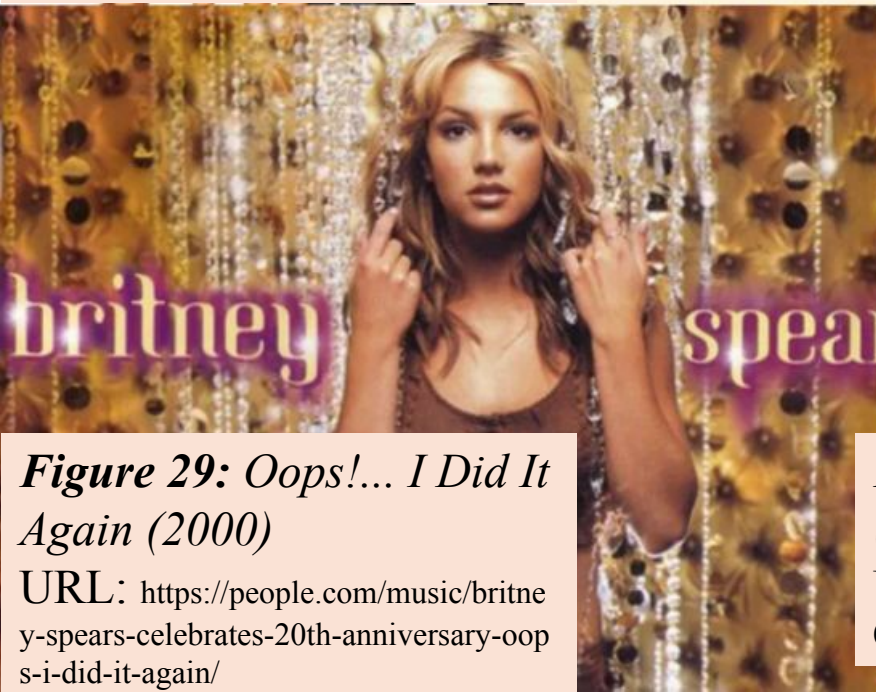 britney spear
Figure 29: Oops!... I Did It
Again (2000)
URL: https://people.com/music/britne
y-spears-celebrates-20th-anniversary-oop
s-i-did-it-again/